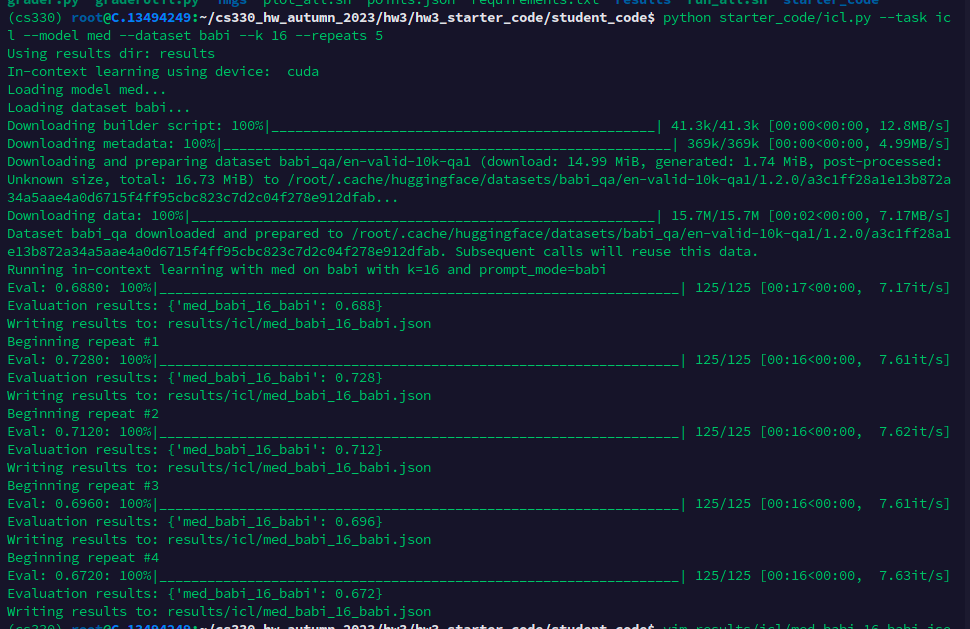 grader.py gradeutil.py imgs plot_all.sh points.json requirements.txt results run_all.sh starter_code
(cs330) root@C.13494249:~/cs330_hw_autumn_2023/hw3/hw3_starter_code/student_code$ python starter_code/icl.py --task ic
l --model med --dataset babi --k 16 --repeats 5
Using results dir: results
In-context learning using device:  cuda
Loading model med...
Loading dataset babi...
Downloading builder script: 100%|________________________________________________| 41.3k/41.3k [00:00<00:00, 12.8MB/s]
Downloading metadata: 100%|________________________________________________________| 369k/369k [00:00<00:00, 4.99MB/s]
Downloading and preparing dataset babi_qa/en-valid-10k-qa1 (download: 14.99 MiB, generated: 1.74 MiB, post-processed:
Unknown size, total: 16.73 MiB) to /root/.cache/huggingface/datasets/babi_qa/en-valid-10k-qa1/1.2.0/a3c1ff28a1e13b872a
34a5aae4a0d6715f4ff95cbc823c7d2c04f278e912dfab...
Downloading data: 100%|__________________________________________________________| 15.7M/15.7M [00:02<00:00, 7.17MB/s]
Dataset babi_qa downloaded and prepared to /root/.cache/huggingface/datasets/babi_qa/en-valid-10k-qa1/1.2.0/a3c1ff28a1
e13b872a34a5aae4a0d6715f4ff95cbc823c7d2c04f278e912dfab. Subsequent calls will reuse this data.
Running in-context learning with med on babi with k=16 and prompt_mode=babi
Eval: 0.6880: 100%|_________________________________________________________________| 125/125 [00:17<00:00,  7.17it/s]
Evaluation results: {'med_babi_16_babi': 0.688}
Writing results to: results/icl/med_babi_16_babi.json
Beginning repeat #1
Eval: 0.7280: 100%|_________________________________________________________________| 125/125 [00:16<00:00,  7.61it/s]
Evaluation results: {'med_babi_16_babi': 0.728}
Writing results to: results/icl/med_babi_16_babi.json
Beginning repeat #2
Eval: 0.7120: 100%|_________________________________________________________________| 125/125 [00:16<00:00,  7.62it/s]
Evaluation results: {'med_babi_16_babi': 0.712}
Writing results to: results/icl/med_babi_16_babi.json
Beginning repeat #3
Eval: 0.6960: 100%|_________________________________________________________________| 125/125 [00:16<00:00,  7.61it/s]
Evaluation results: {'med_babi_16_babi': 0.696}
Writing results to: results/icl/med_babi_16_babi.json
Beginning repeat #4
Eval: 0.6720: 100%|_________________________________________________________________| 125/125 [00:16<00:00,  7.63it/s]
Evaluation results: {'med_babi_16_babi': 0.672}
Writing results to: results/icl/med_babi_16_babi.json
(cs330) root@C.13494249:~/cs330_hw_autumn_2023/hw3/hw3_starter_code/student_code$ vim results/icl/med_babi_16_babi.jso